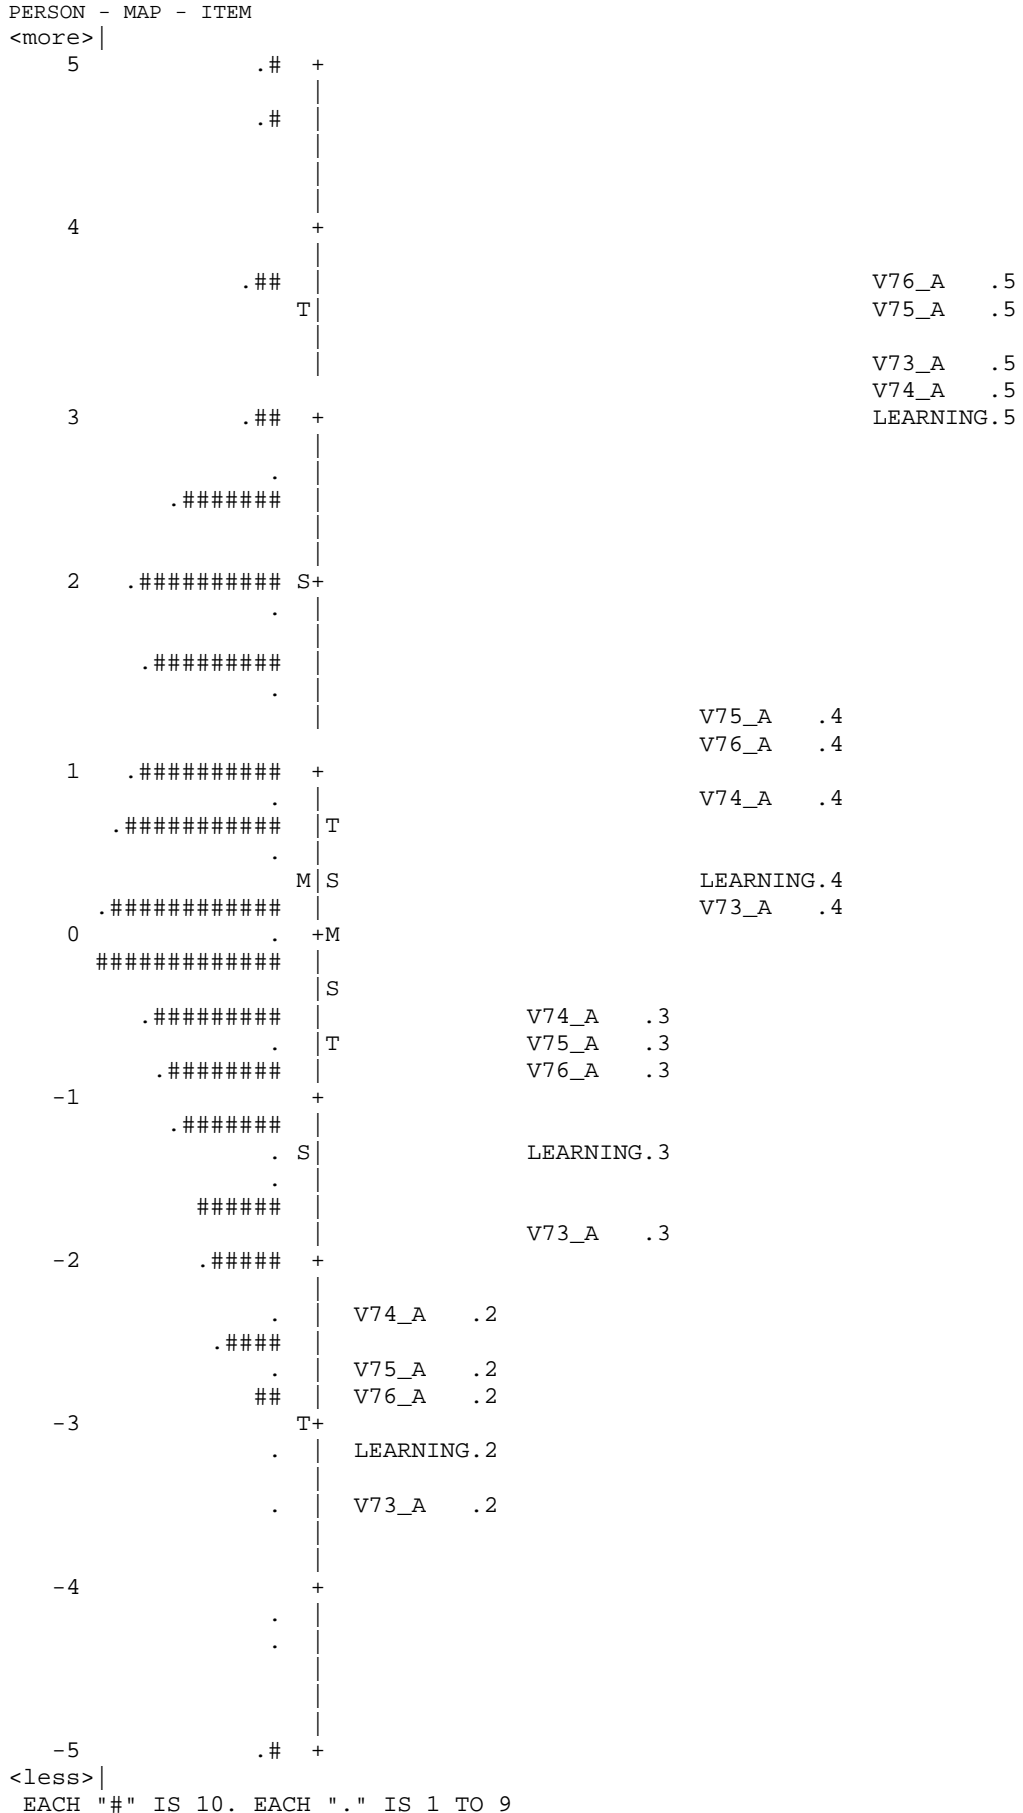 PERSON - MAP - ITEM
<more>|
    5            .#  +
                     |
                 .#  |
                     |
                     |
                     |
    4                +
                     |
                .##  |                                      V76_A   .5
                    T|                                      V75_A   .5
                     |
                     |                                      V73_A   .5
                                                            V74_A   .5
    3           .##  +                                      LEARNING.5
                     |
                  .  |
           .#######  |
                     |
                     |
    2   .########## S+
                  .  |
                     |
         .#########  |
                  .  |
                     |                          V75_A   .4
                                                V76_A   .4
    1   .##########  +
                  .  |                          V74_A   .4
       .###########  |T
                  .  |
                    M|S                         LEARNING.4
      .############  |                          V73_A   .4
    0             .  +M
      #############  |
                     |S
         .#########  |              V74_A   .3
                  .  |T             V75_A   .3
          .########  |              V76_A   .3
   -1                +
           .#######  |
                  . S|              LEARNING.3
                  .  |
             ######  |
                     |              V73_A   .3
   -2        .#####  +
                     |
                  .  |  V74_A   .2
              .####  |
                  .  |  V75_A   .2
                 ##  |  V76_A   .2
   -3               T+
                  .  |  LEARNING.2
                     |
                  .  |  V73_A   .2
                     |
                     |
   -4                +
                  .  |
                  .  |
                     |
                     |
                     |
   -5            .#  +
<less>|
 EACH "#" IS 10. EACH "." IS 1 TO 9